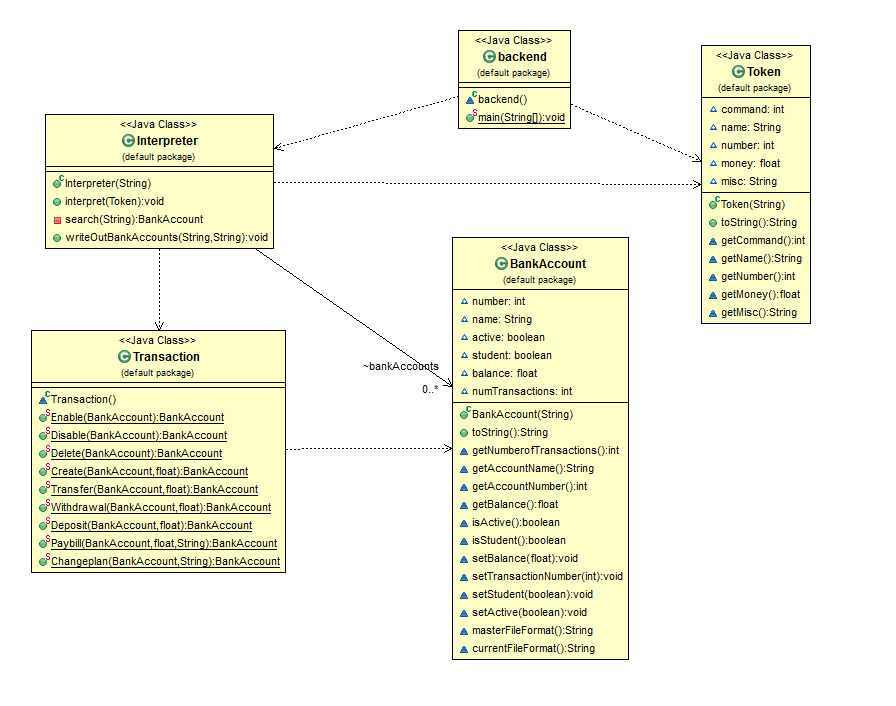 <<Java Class>>
backend
(default package)
backend()
main(String[]):void
<<Java Class>>
Token
(default package)
command: int
name: String
number: int
money: float
misc: String
Token(String)
toString():String
getCommand():int
getName():String
getNumber():int
getMoney():float
getMisc():String
<<Java Class>>
Interpreter
(default package)
Interpreter(String)
interpret(Token):void
search(String):BankAccount
writeOutBankAccounts(String,String):void
<<Java Class>>
BankAccount
(default package)
number: int
name: String
active: boolean
student: boolean
balance: float
numTransactions: int
BankAccount(String)
toString():String
getNumberofTransactions():int
getAccountName():String
getAccountNumber():int
getBalance():float
isActive():boolean
isStudent():boolean
setBalance(float):void
setTransactionNumber(int):void
setStudent(boolean):void
setActive(boolean):void
masterFileFormat():String
currentFileFormat():String
~bankAccounts
0..*
<<Java Class>>
Transaction
(default package)
Transaction()
Enable(BankAccount):BankAccount
Disable(BankAccount):BankAccount
Delete(BankAccount):BankAccount
Create(BankAccount,float):BankAccount
Transfer(BankAccount,float):BankAccount
Withdrawal(BankAccount,float):BankAccount
Deposit(BankAccount,float):BankAccount
Paybill(BankAccount,float,String):BankAccount
Changeplan(BankAccount,String):BankAccount